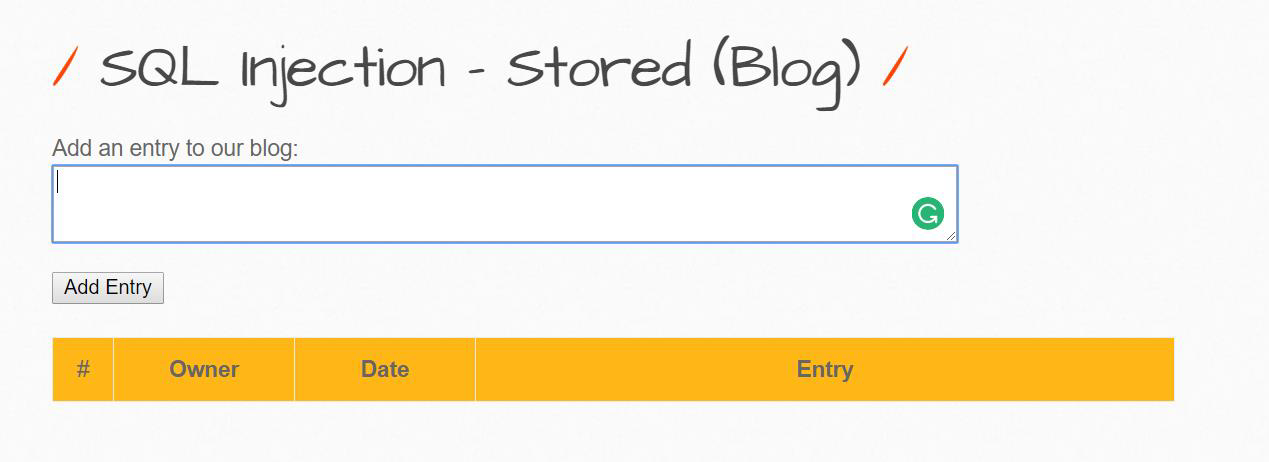 / SQL Injection - Stored (Blog) /
Add an entry to our blog:
Add Entry
# Owner Date Entry